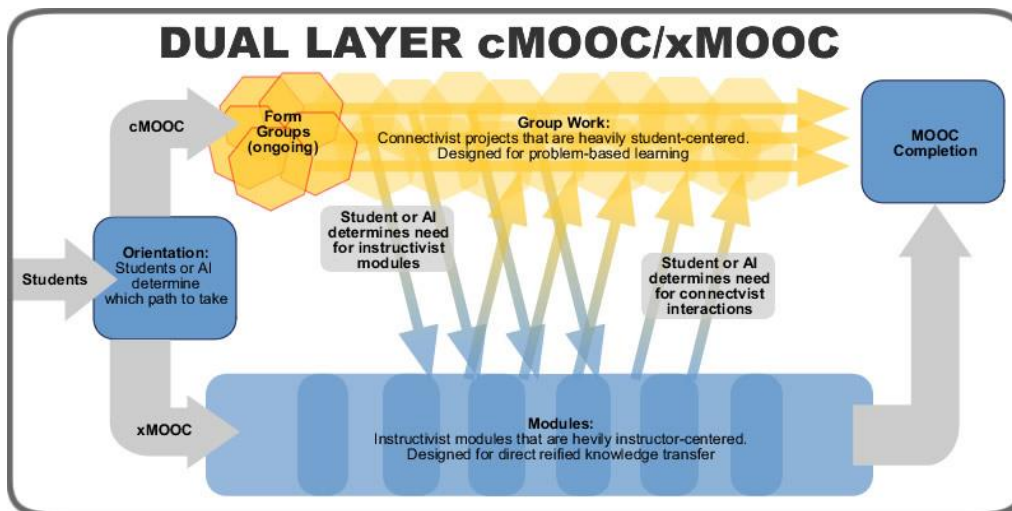 DUAL LAYER cMOOC/xMOOC
cMOOC
Form
Groups
(ongoing)
Group Work:
Connectivist projects that are heavily student-centered.
Designed for problem-based learning
MOOC
Completion
Student or AI
determines need
for instructivist
modules
Student or AI
determines need
for connectvist
interactions
Students
Orientation:
Students or AI
determine
which path to take
xMOOC
Modules:
Instructivist modules that are hevily instructor-centered.
Designed for direct reified knowledge transfer